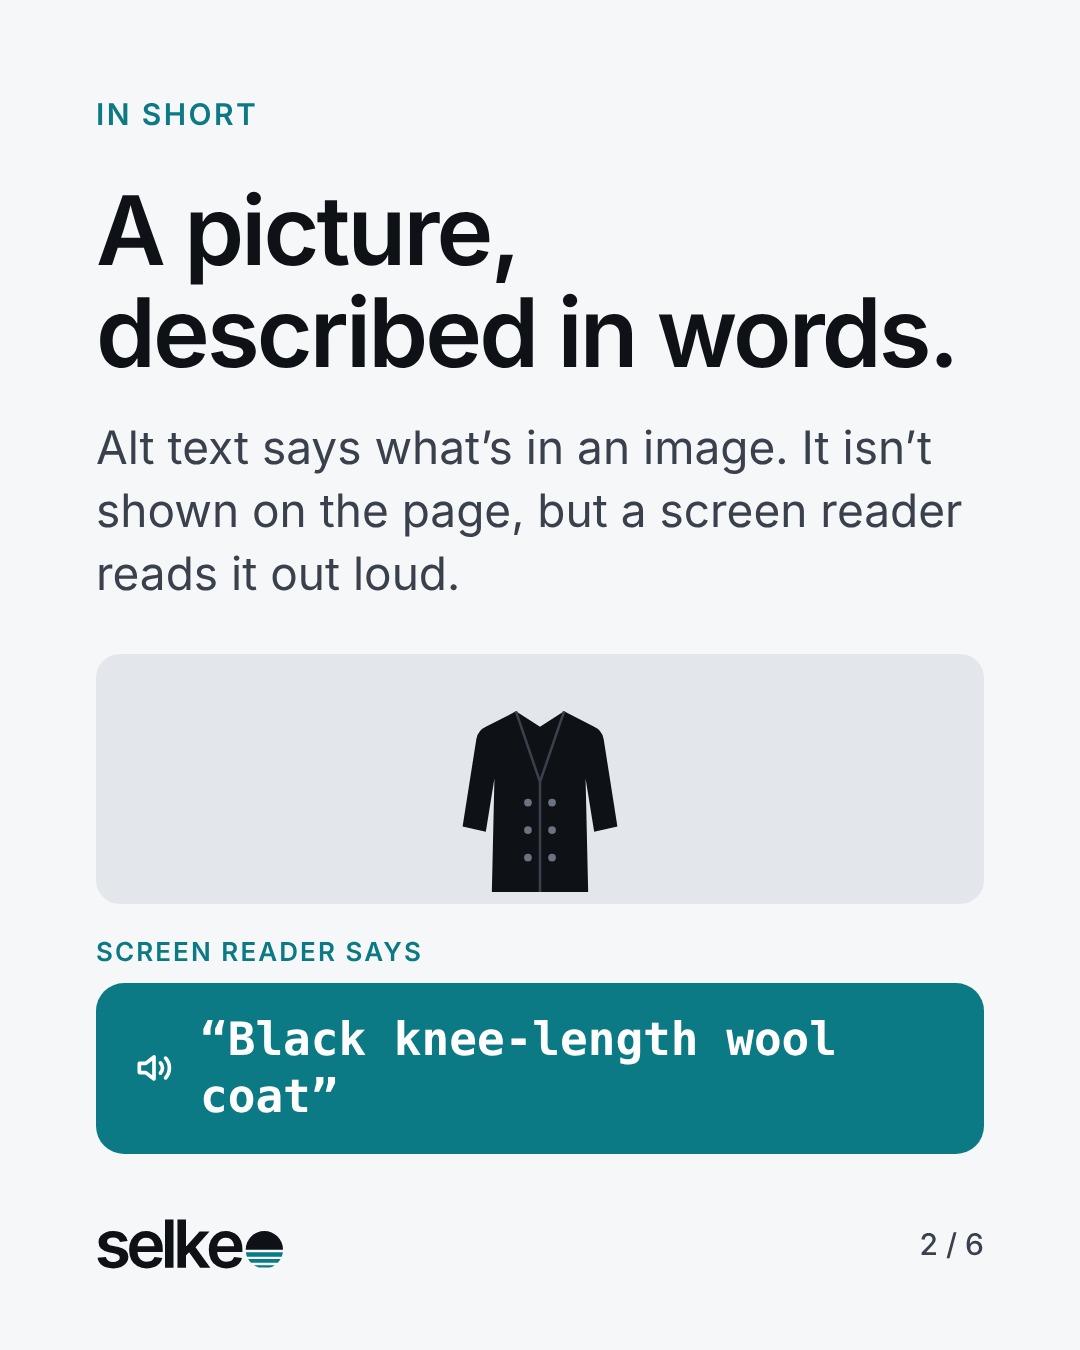 IN SHORT
A picture,
described in words.
Alt text says what’s in an image. It isn’t
shown on the page, but a screen reader
reads it out loud.
SCREEN READER SAYS
“Black knee-length wool
coat”
selkeo
2 / 6